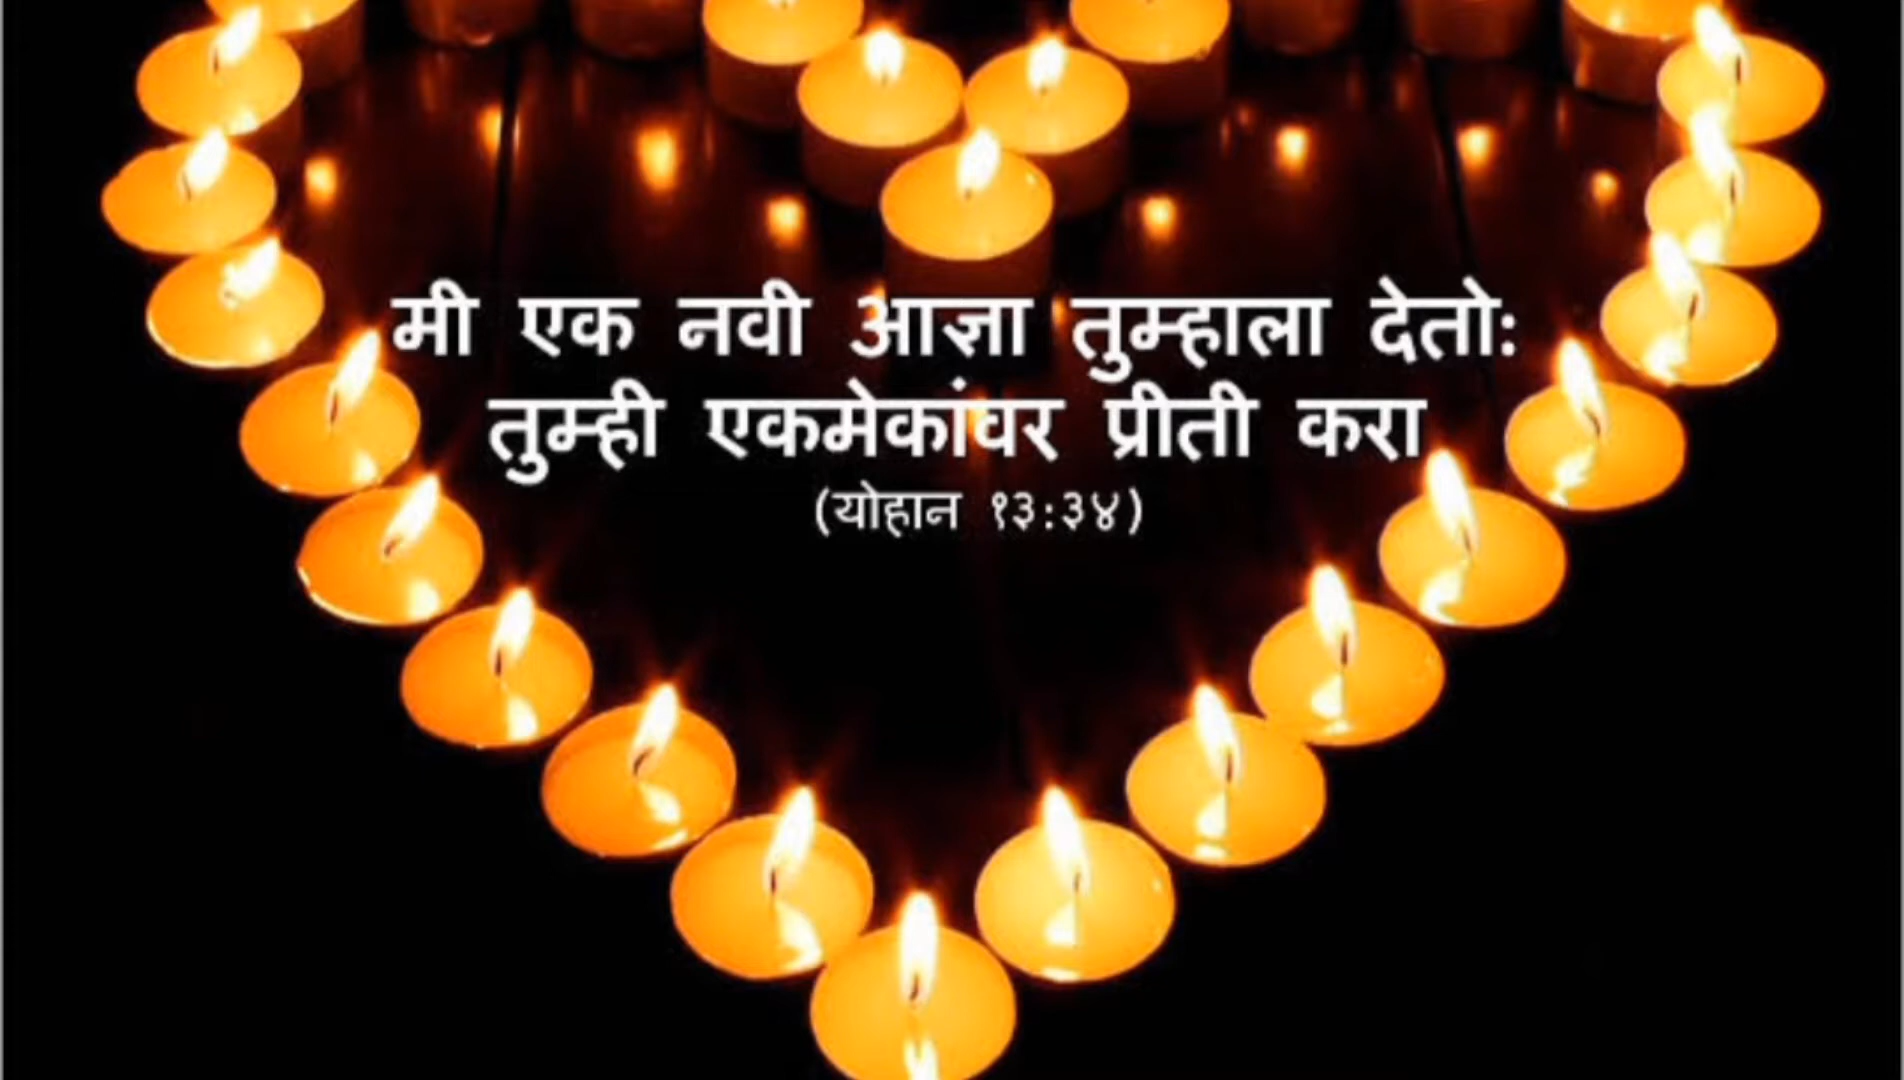 मी एक नवी आज्ञा तुम्हाला देतो:
तुम्ही एकमेकांवर प्रीती करा
(योहान १३:३४)